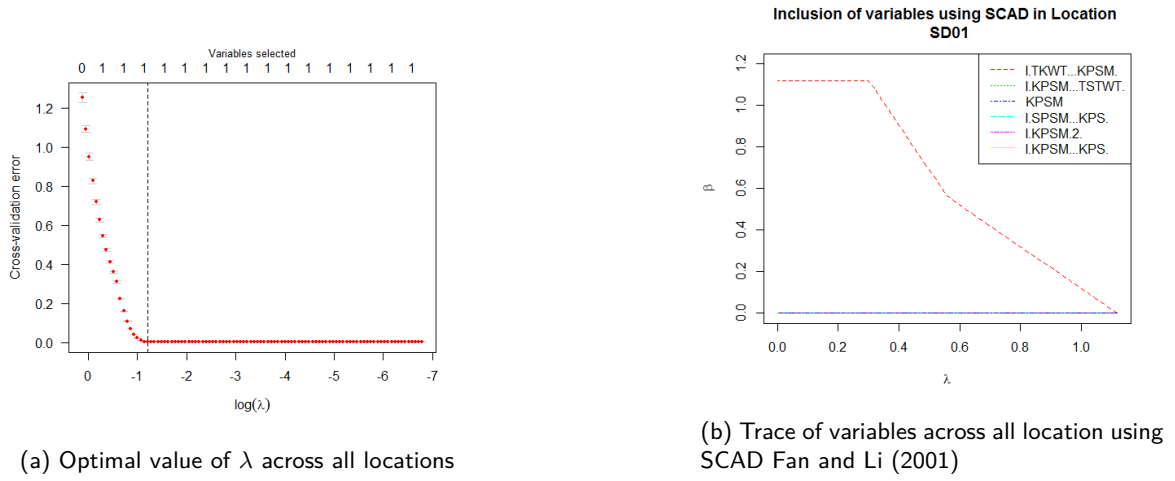 Variables selected
0 1 1 1 1 1 1 1 1 1 1 1 1 1 1 1 1
Cross-validation error
1.2
1.0
0.8
0.6
0.4
0.2
0.0
0 -1 -2 -3 -4 -5 -6 -7
log(λ)
(a) Optimal value of λ across all locations
Inclusion of variables using SCAD in Location
SD01
I.TKWT...KPSM.
I.KPSM...TSTWT.
KPSM
I.SPSM...KPS.
I.KPSM.2.
I.KPSM...KPS.
β
1.2
1.0
0.8
0.6
0.4
0.2
0.0
0.0 0.2 0.4 0.6 0.8 1.0
λ
(b) Trace of variables across all location using
SCAD Fan and Li (2001)